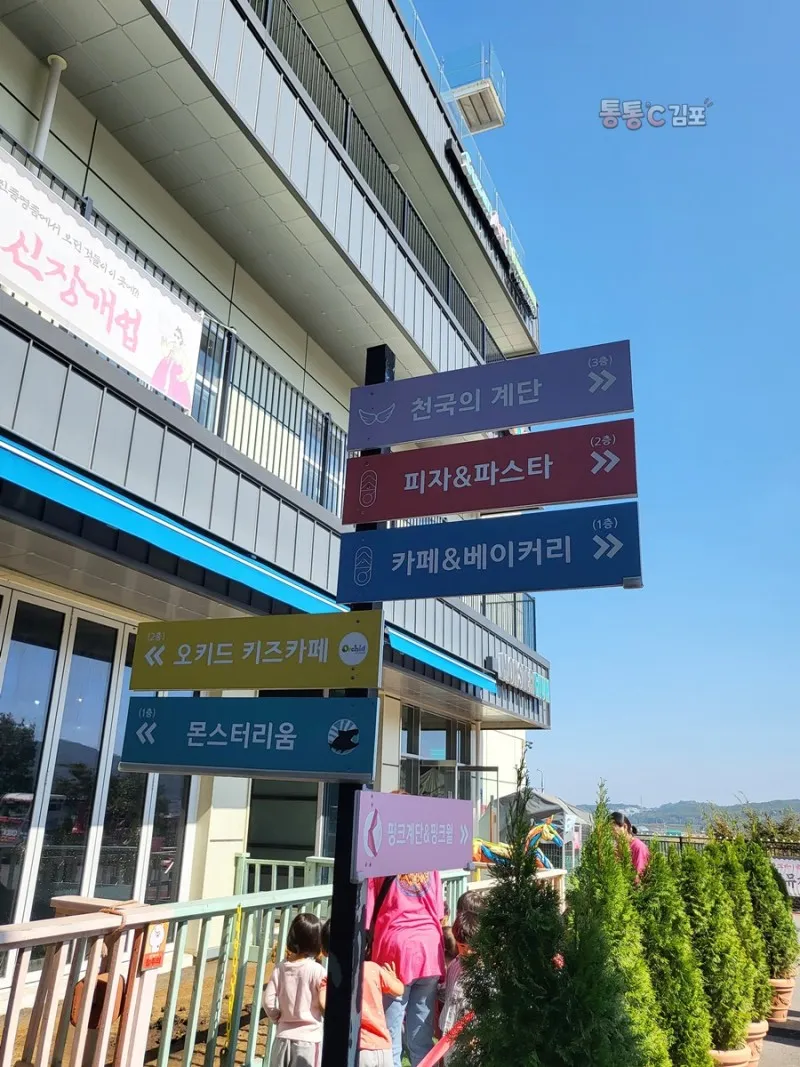 통통℃김포
신장개업
(3층)
천국의 계단
(2층)
피자&파스타
(1층)
카페&베이커리
(2층)
오키드 키즈카페
Orchid
(1층)
몬스터리움
핑크계단&핑크월